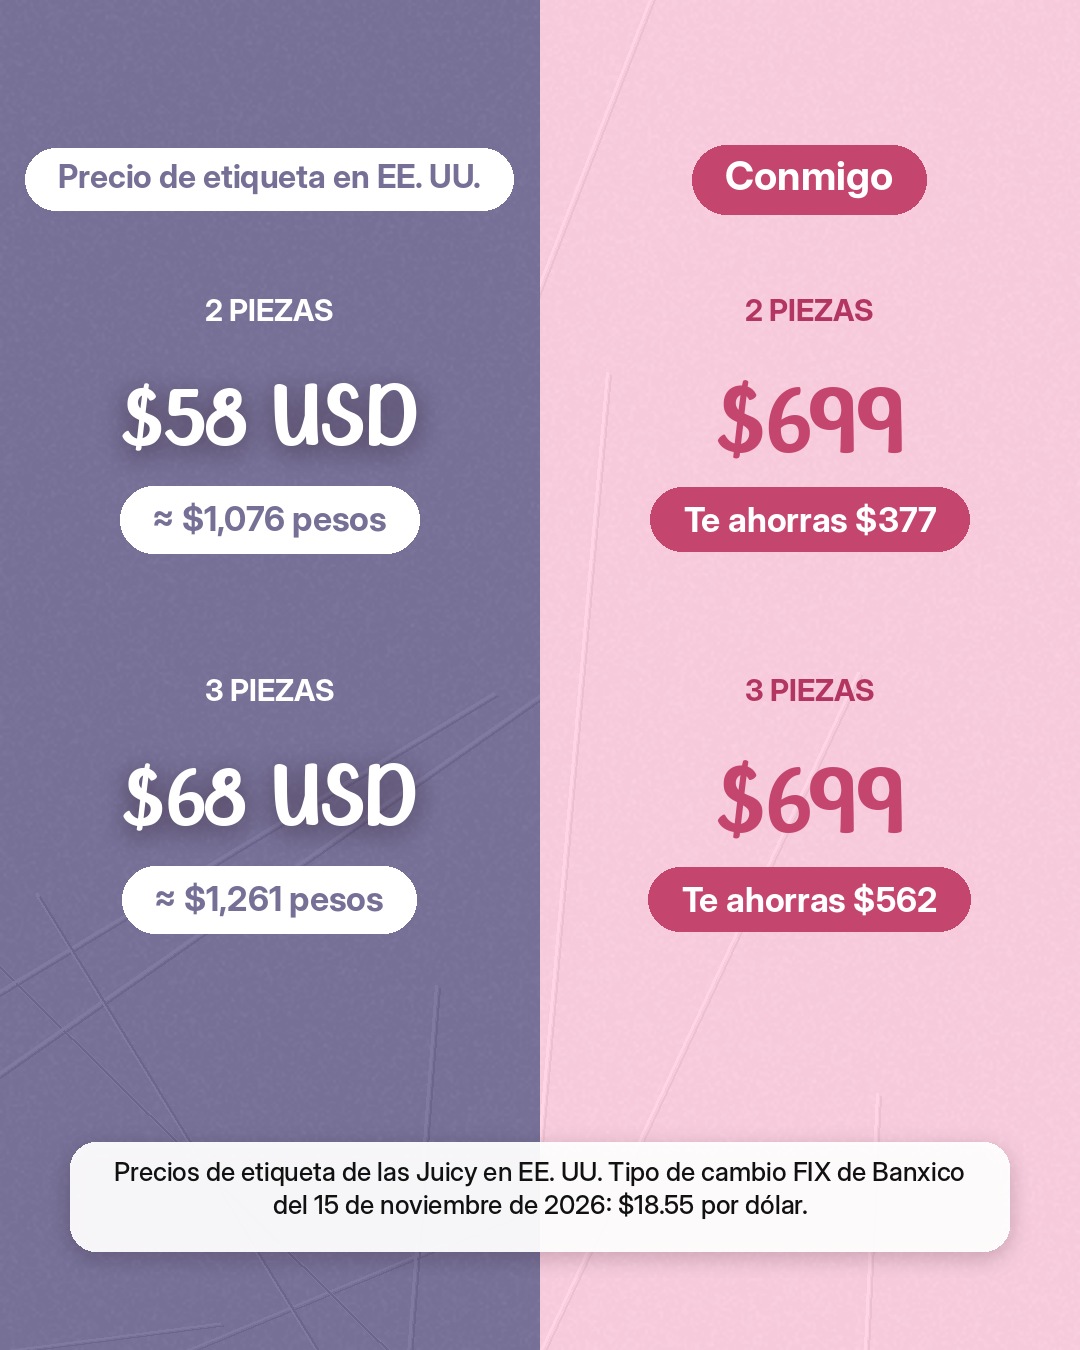 Precio de etiqueta en EE. UU.
2 PIEZAS
$58 USD
≈ $1,076 pesos
3 PIEZAS
$68 USD
≈ $1,261 pesos
Conmigo
2 PIEZAS
$699
Te ahorras $377
3 PIEZAS
$699
Te ahorras $562
Precios de etiqueta de las Juicy en EE. UU. Tipo de cambio FIX de Banxico
del 15 de noviembre de 2026: $18.55 por dólar.